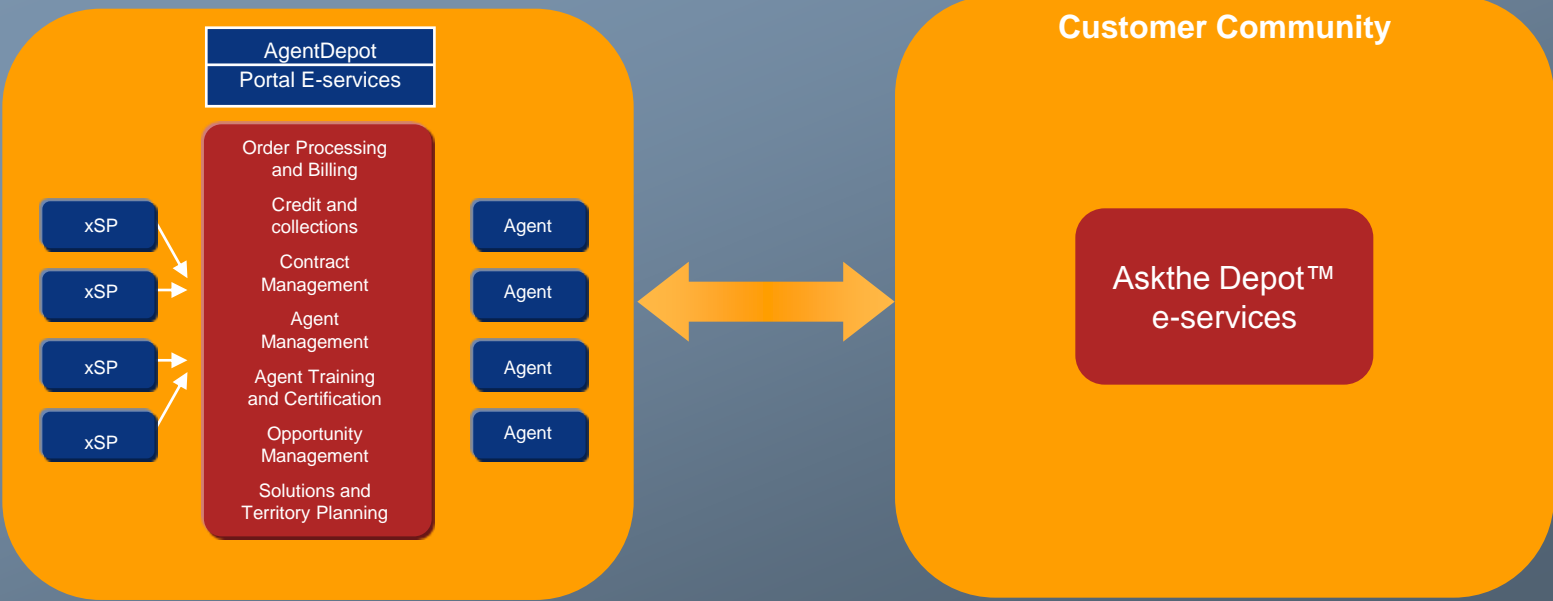 AgentDepot
Portal E-services
Order Processing
and Billing
Credit and
collections
Contract
Management
Agent
Management
Agent Training
and Certification
Opportunity
Management
Solutions and
Territory Planning
xSP
xSP
xSP
xSP
Agent
Agent
Agent
Agent
Customer Community
Askthe Depot™
e-services